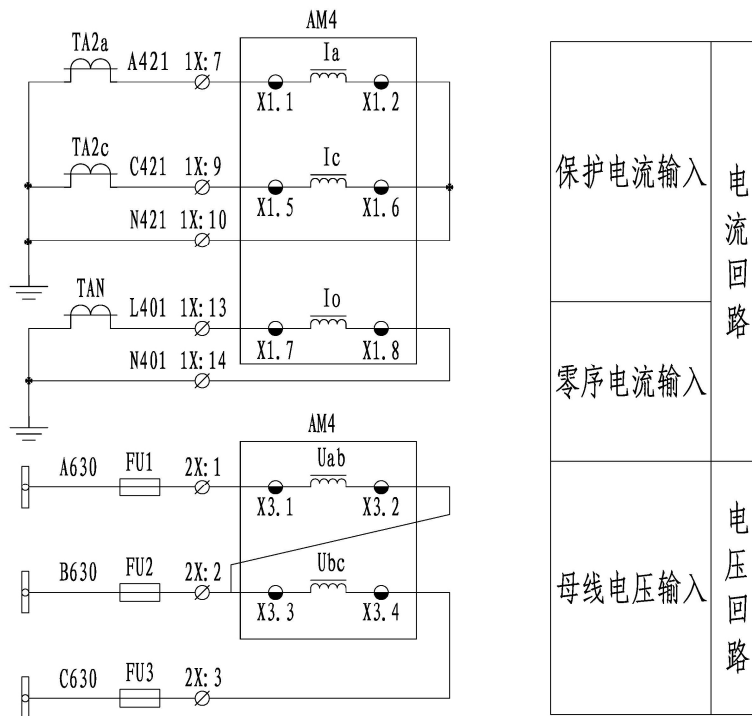 AM4
TA2a A421 1X:7 Ia
X1.1 X1.2
TA2c C421 1X:9 Ic
N421 1X:10 X1.5 X1.6
TAN L401 1X:13 Io
N401 1X:14 X1.7 X1.8
AM4
A630 FU1 2X:1 Uab
X3.1 X3.2
B630 FU2 2X:2 Ubc
X3.3 X3.4
C630 FU3 2X:3
保护电流输入
零序电流输入
电流回路
母线电压输入
电压回路